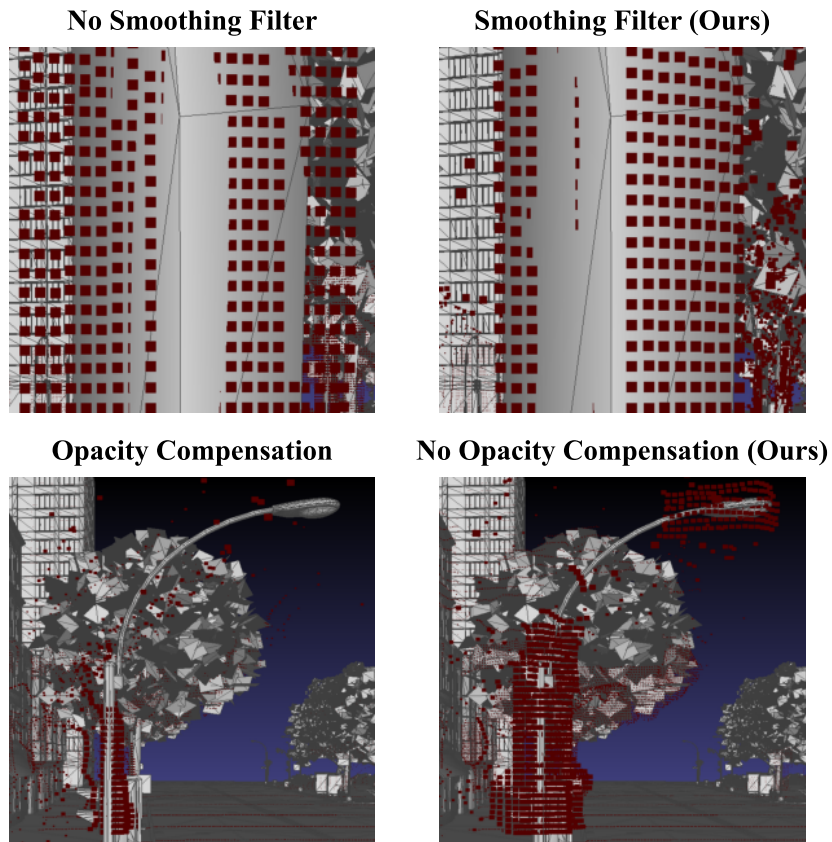 No Smoothing Filter
Smoothing Filter (Ours)
Opacity Compensation
No Opacity Compensation (Ours)